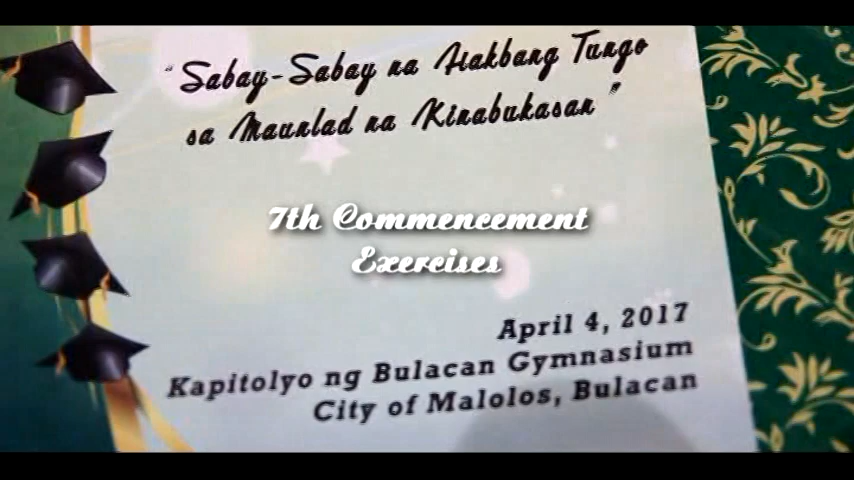 "Sabay-Sabay na Hakbang Tungo
sa Maunlad na Kinabukasan"
7th Commencement
Exercises
April 4, 2017
Kapitolyo ng Bulacan Gymnasium
City of Malolos, Bulacan